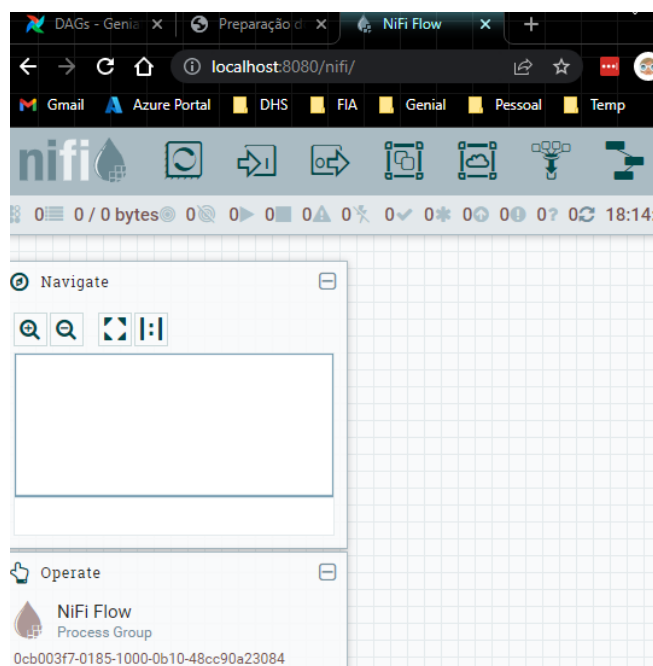 DAGs - Genia
Preparação d
NiFi Flow
localhost:8080/nifi/
Gmail
Azure Portal
DHS
FIA
Genial
Pessoal
Temp
nifi
0 0 / 0 bytes 0 0 0 0 0 0 0 0 0 0 18:14:
Navigate
Operate
NiFi Flow
Process Group
0cb003f7-0185-1000-0b10-48cc90a23084